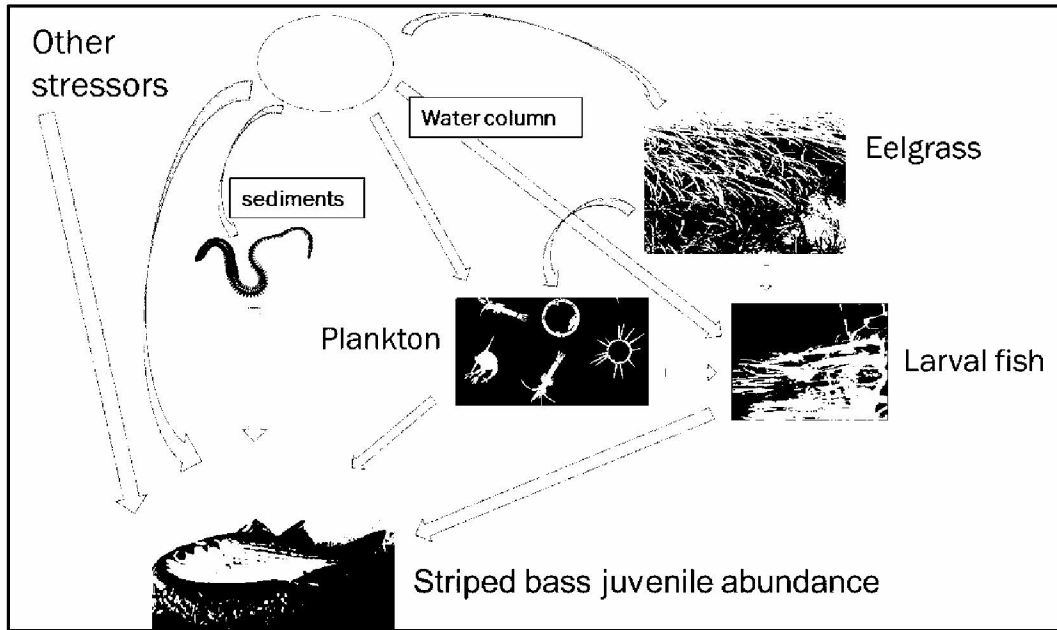 Other
stressors
Water column
Eelgrass
sediments
Plankton
Larval fish
Striped bass juvenile abundance